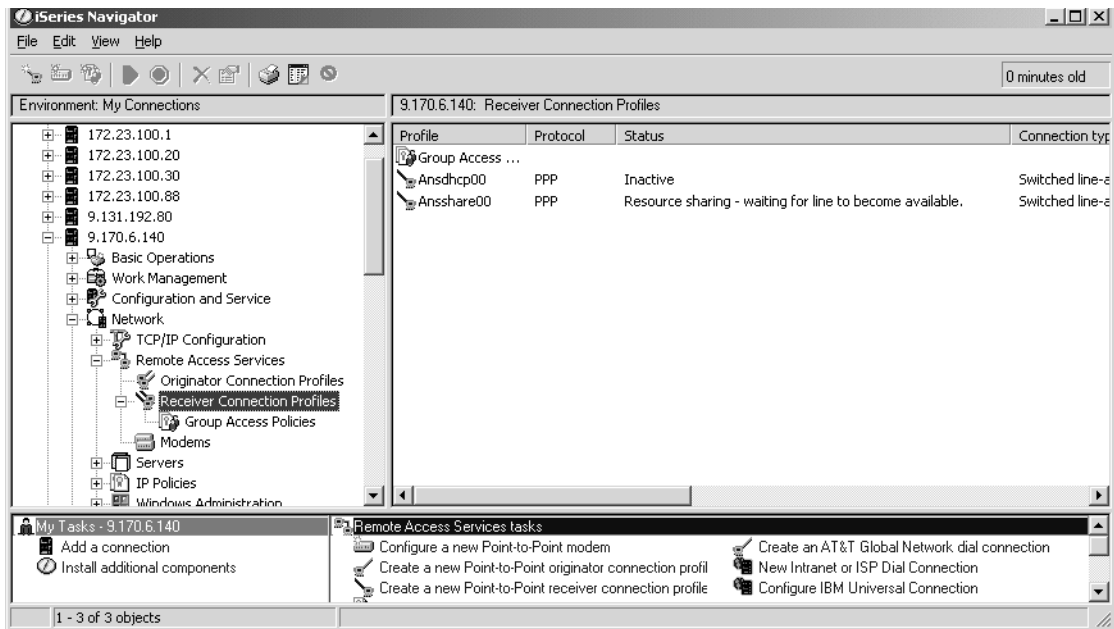 iSeries Navigator
File Edit View Help
0 minutes old
Environment: My Connections
9.170.6.140: Receiver Connection Profiles
172.23.100.1
172.23.100.20
172.23.100.30
172.23.100.88
9.131.192.80
9.170.6.140
Basic Operations
Work Management
Configuration and Service
Network
TCP/IP Configuration
Remote Access Services
Originator Connection Profiles
Receiver Connection Profiles
Group Access Policies
Modems
Servers
IP Policies
Windows Administration
Profile Protocol Status Connection typ
Group Access ...
Ansdhcp00 PPP Inactive Switched line-a
Ansshare00 PPP Resource sharing - waiting for line to become available. Switched line-a
My Tasks - 9.170.6.140
Add a connection
Install additional components
Remote Access Services tasks
Configure a new Point-to-Point modem
Create a new Point-to-Point originator connection profil
Create a new Point-to-Point receiver connection profile
Create an AT&T Global Network dial connection
New Intranet or ISP Dial Connection
Configure IBM Universal Connection
1 - 3 of 3 objects